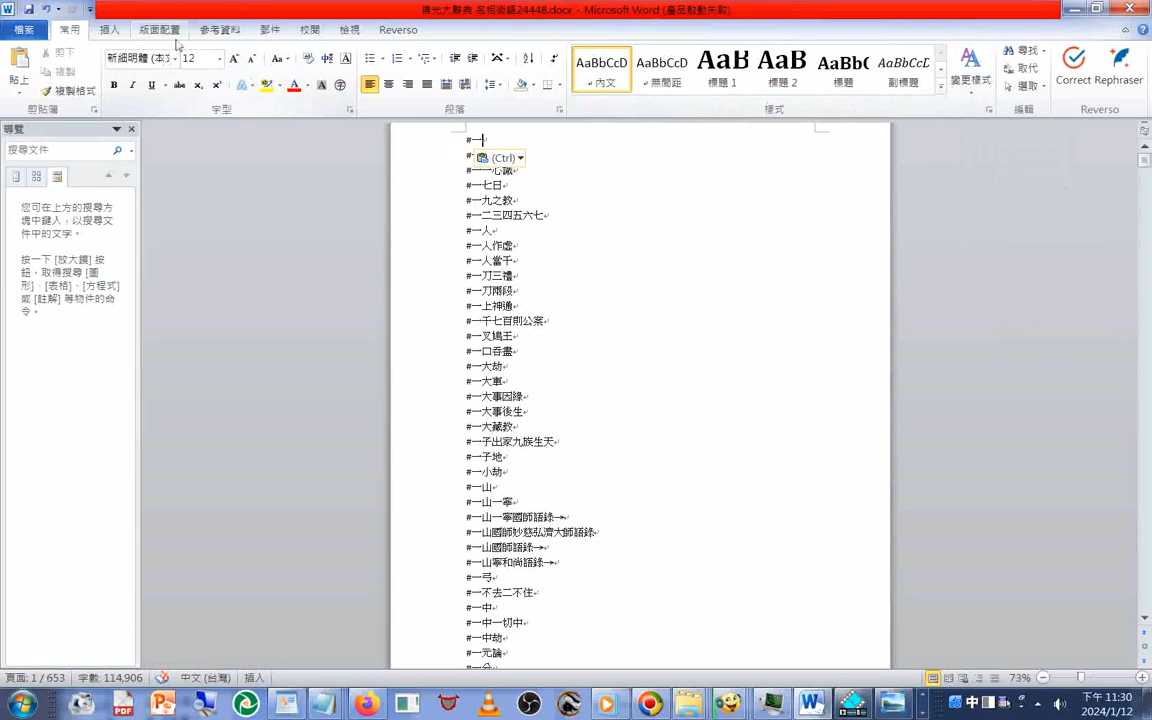 佛光大辭典 名相術語24448.docx - Microsoft Word (產品啟動失敗)
檔案 常用 插入 版面配置 參考資料 郵件 校閱 檢視 Reverso
貼上 剪下 複製 複製格式
新細明體 (本 12
B I U abc x₂ x² A A A
Aa A
AaBbCcD AaBbCcD AaB AaB AaBbC AaBbCcD
內文 無間距 標題 1 標題 2 標題 副標題
變更樣式
尋找 取代 選取
Correct Rephraser
剪貼簿 字型 段落 樣式 編輯 Reverso
導覽
搜尋文件
您可在上方的搜尋方
塊中鍵入,以搜尋文
件中的文字。
按一下 [放大鏡] 按
鈕,可尋找 [圖
形]、[表格]、[方程式]
或 [註解] 等物件的命
令。
#一
(Ctrl)
#一一心識
#一七日
#一九之教
#一二三四五六七
#一人
#一人作虛
#一人當千
#一刀三禮
#一刀兩段
#一上神通
#一千七百則公案
#一叉鳩王
#一口吞盡
#一大劫
#一大車
#一大事因緣
#一大事後生
#一大藏教
#一子出家九族生天
#一子地
#一小劫
#一山
#一山一寧
#一山一寧國師語錄→
#一山國師妙慈弘濟大師語錄
#一山國師語錄→
#一山寧和尚語錄→
#一弓
#一不去二不住
#一中
#一中一切中
#一中劫
#一元論
#一分
頁面: 1 / 653 字數: 114,906 中文 (台灣) 插入 73%
中
下午 11:30
2024/1/12